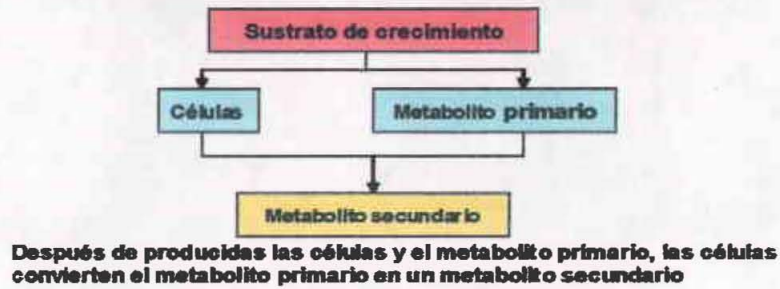 Sustrato de crecimiento
Células
Metabolito primario
Metabolito secundario
Después de producidas las células y el metabolito primario, las células
convierten el metabolito primario en un metabolito secundario